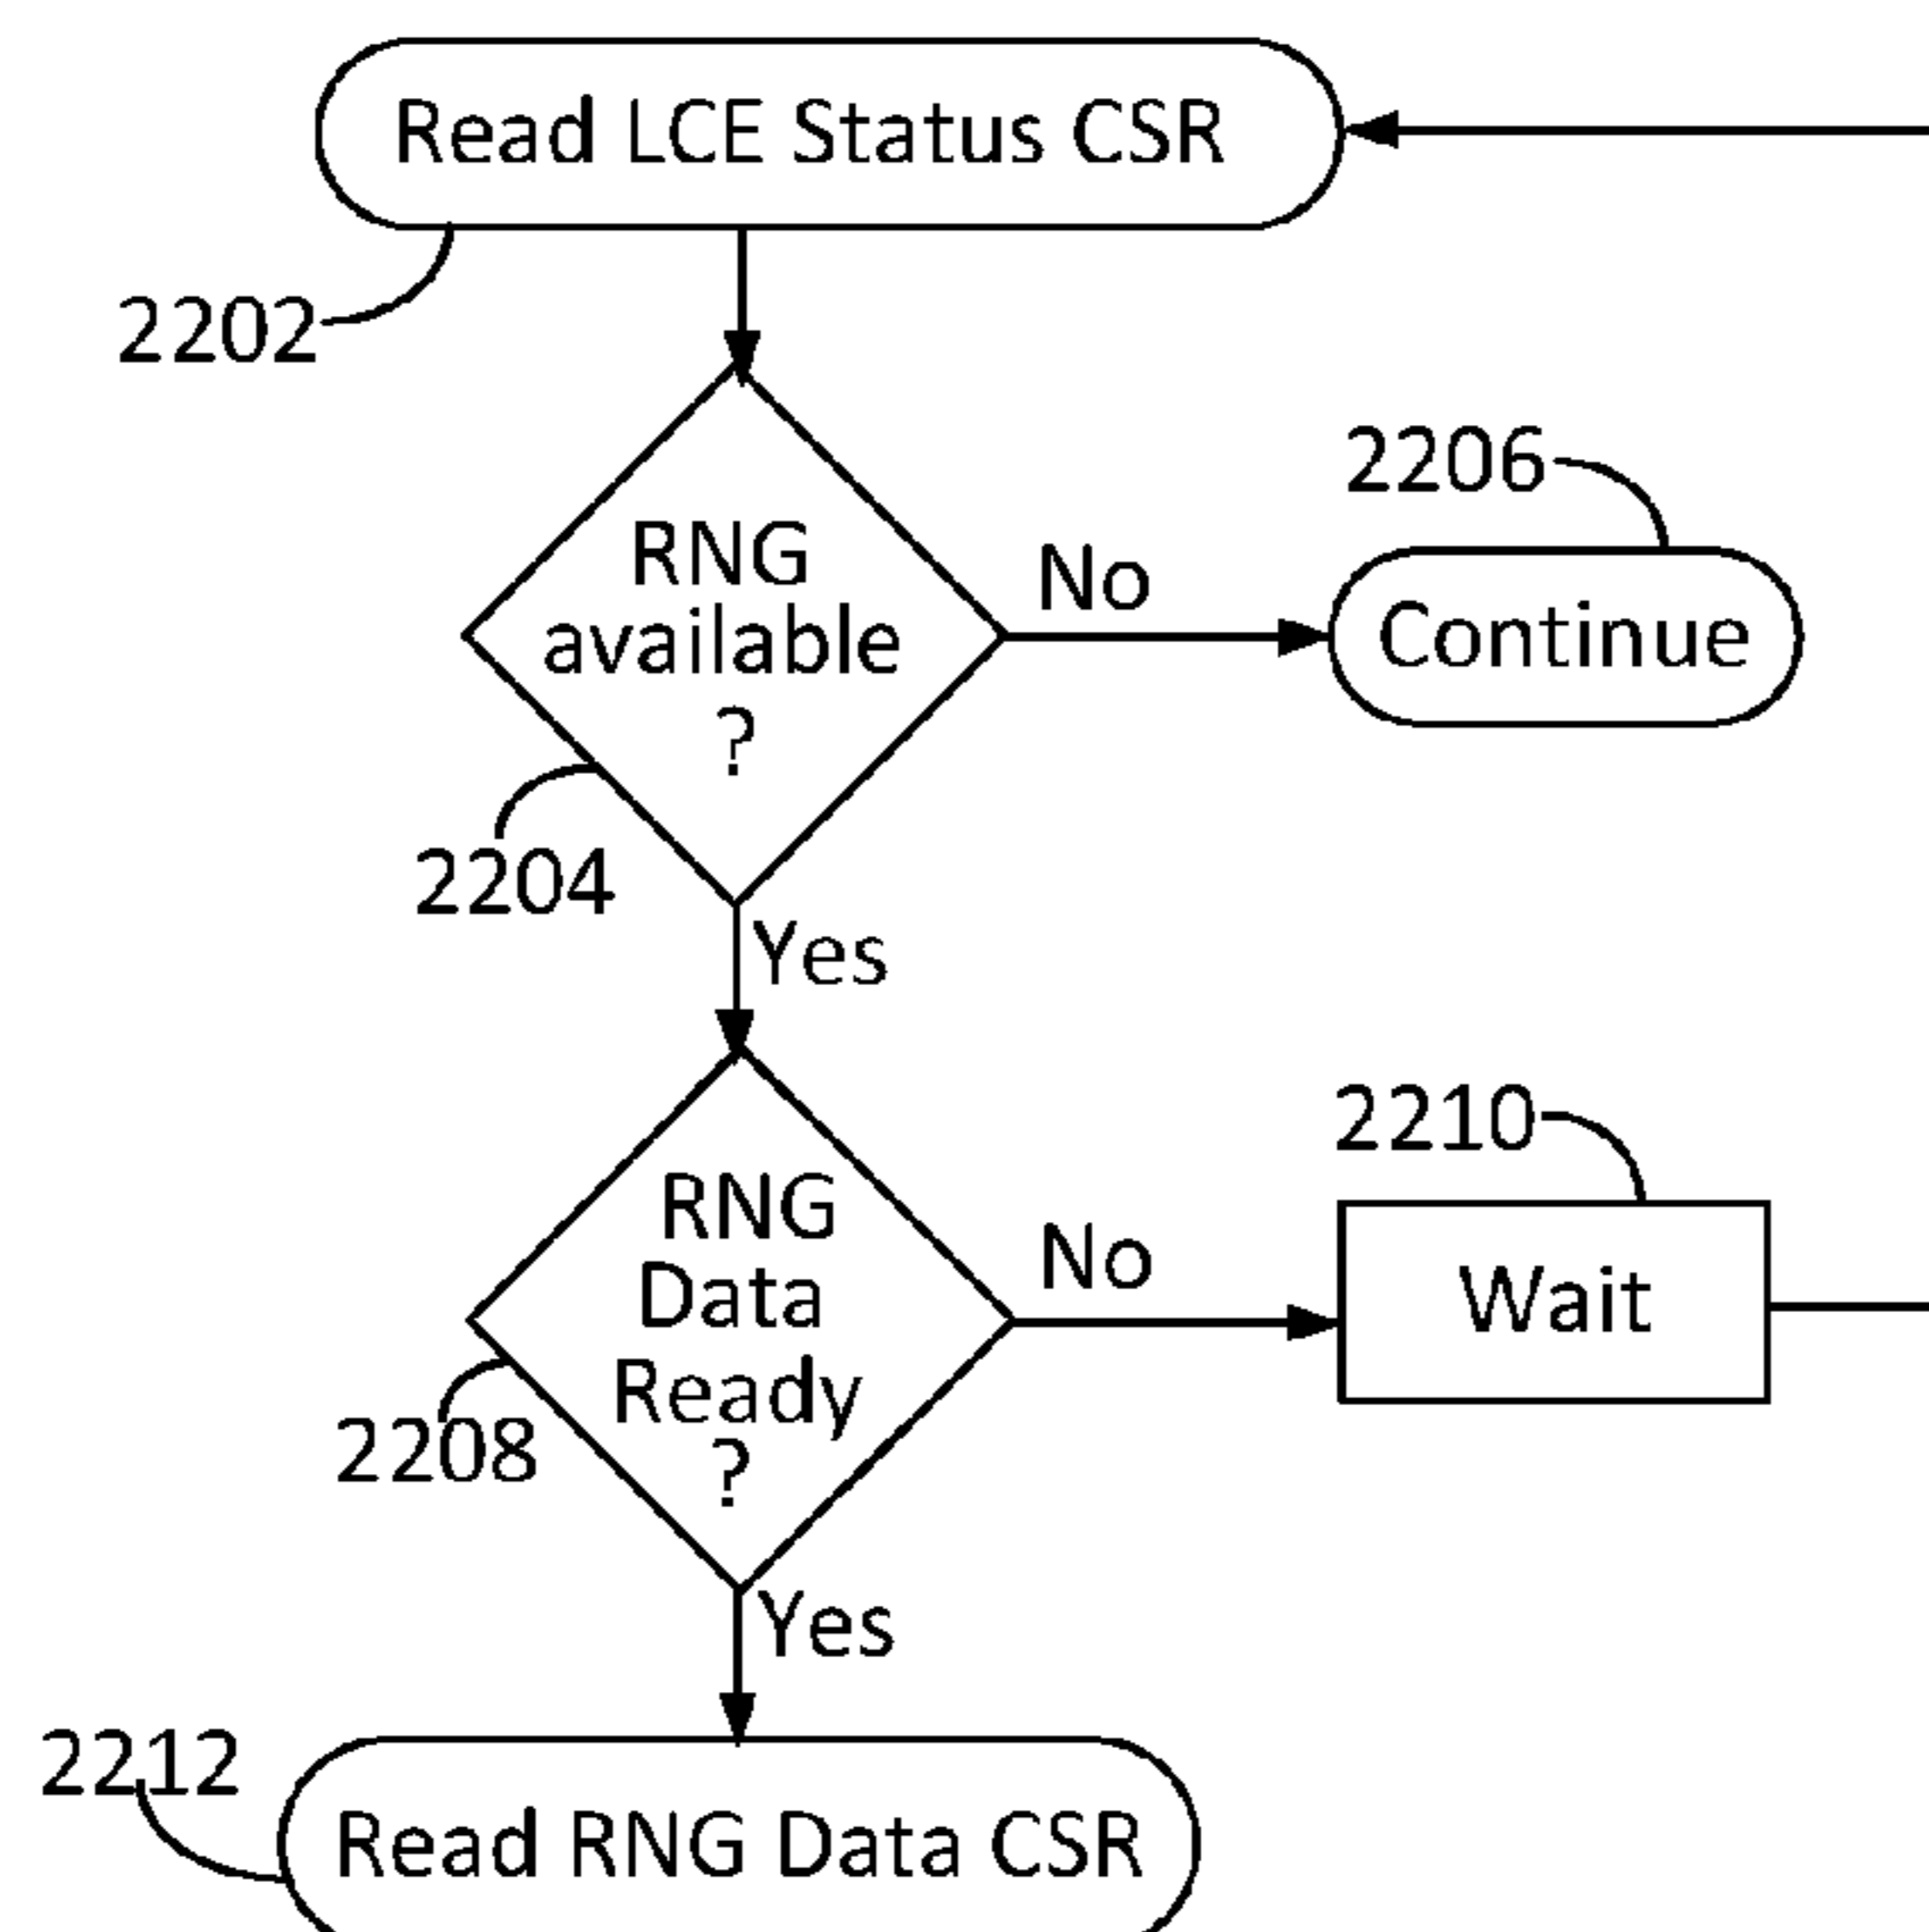 Read LCE Status CSR
2202
2206
RNG
available
?
No
Continue
2204
Yes
2210
RNG
Data
Ready
?
No
Wait
2208
Yes
2212
Read RNG Data CSR